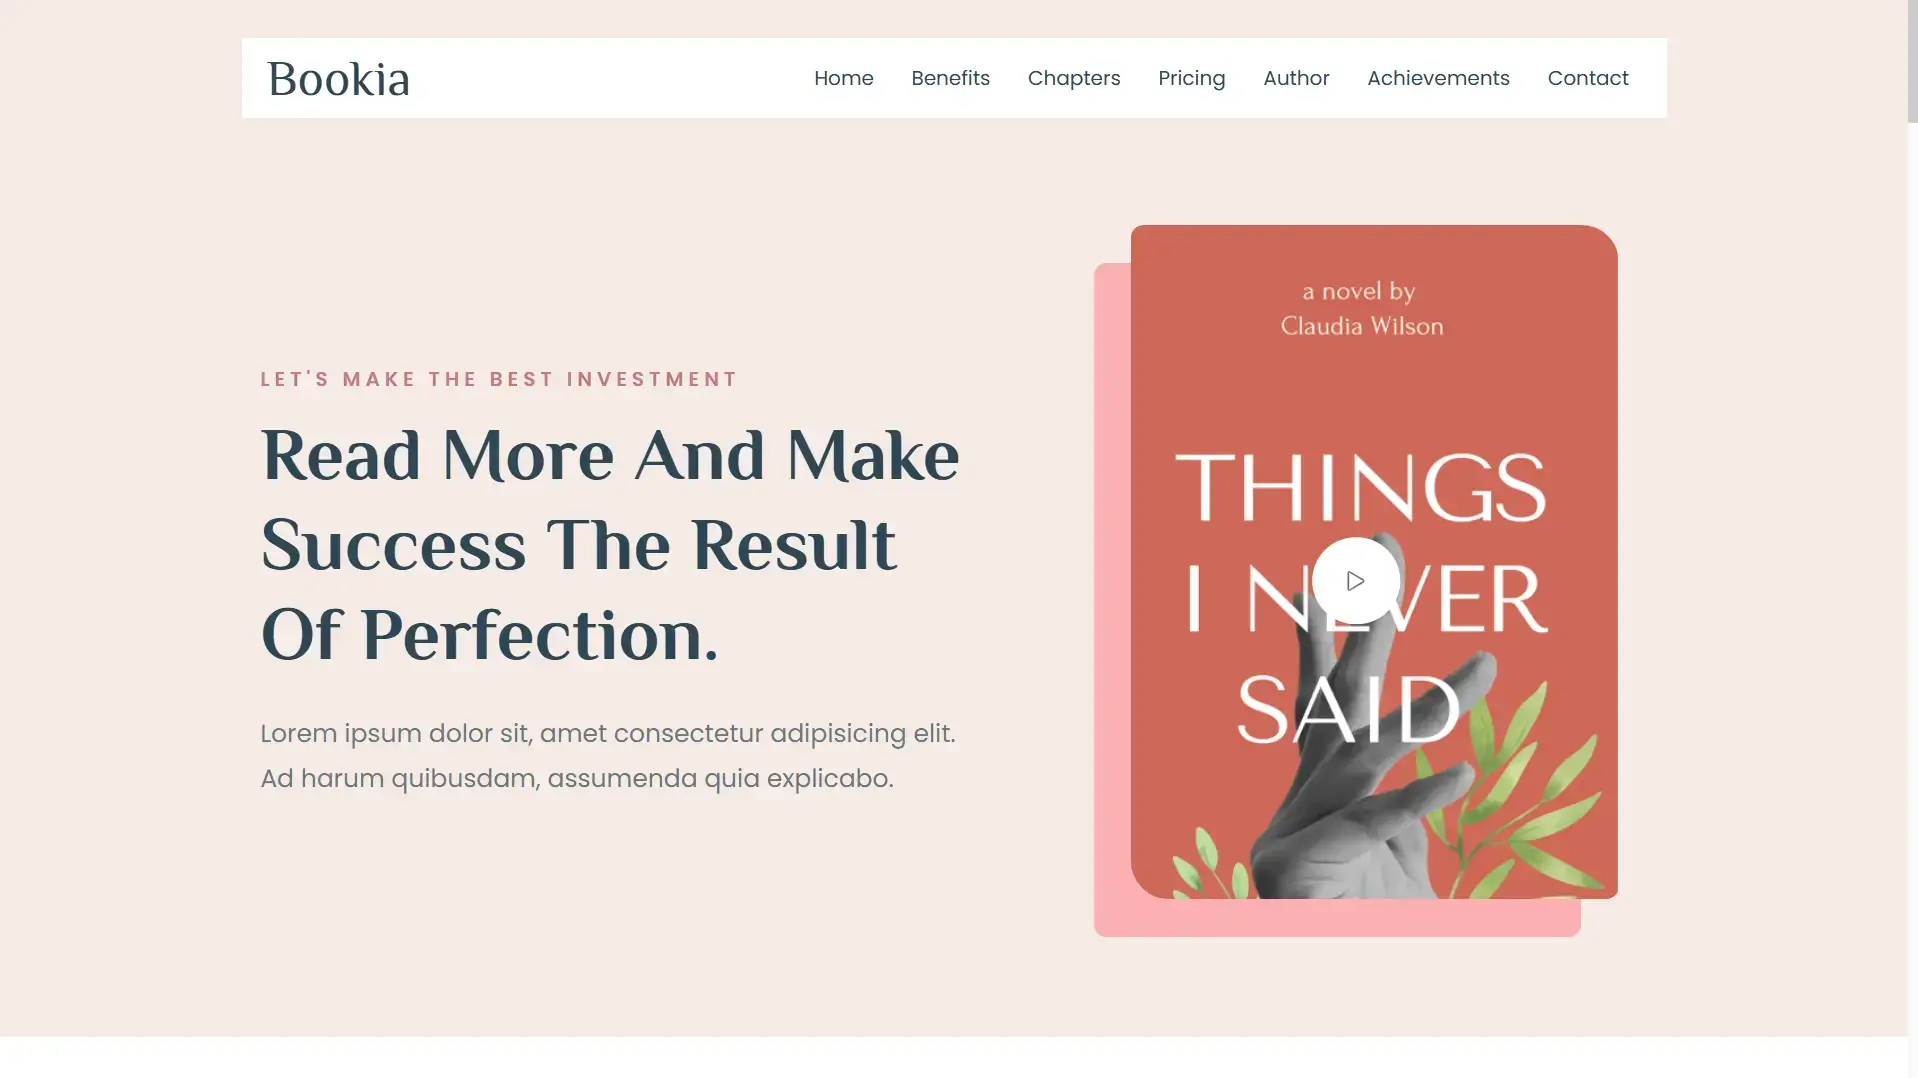 Bookia
Home Benefits Chapters Pricing Author Achievements Contact
LET'S MAKE THE BEST INVESTMENT
Read More And Make
Success The Result
Of Perfection.
Lorem ipsum dolor sit, amet consectetur adipisicing elit.
Ad harum quibusdam, assumenda quia explicabo.
a novel by
Claudia Wilson
THINGS
I NEVER
SAID